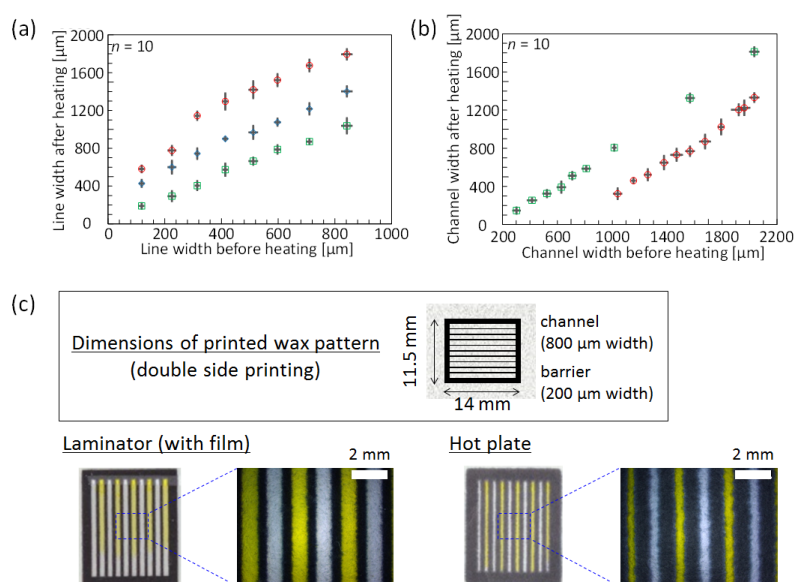 (a)
2000
1600
1200
800
400
0
n = 10
Line width after heating [µm]
0 200 400 600 800 1000
Line width before heating [µm]
(b)
2000
1600
1200
800
400
0
n = 10
Channel width after heating [µm]
200 600 1000 1400 1800 2200
Channel width before heating [µm]
(c)
Dimensions of printed wax pattern
(double side printing)
11.5 mm
14 mm
channel
(800 µm width)
barrier
(200 µm width)
Laminator (with film)
2 mm
Hot plate
2 mm